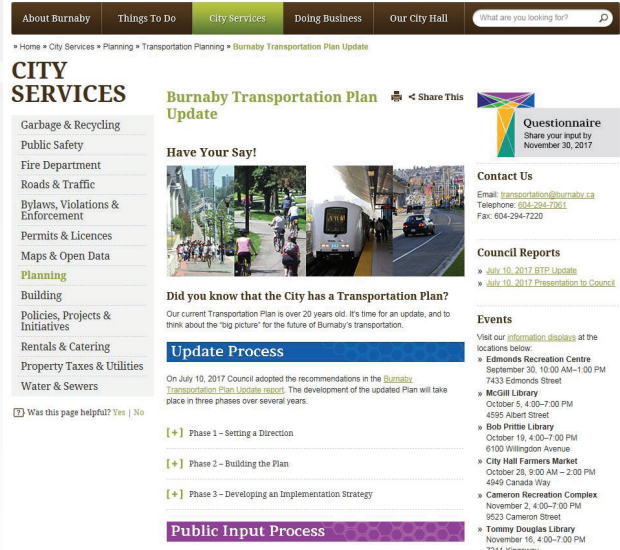 About Burnaby
Things To Do
City Services
Doing Business
Our City Hall
What are you looking for?
» Home » City Services » Planning » Transportation Planning » Burnaby Transportation Plan Update
CITY
SERVICES
Garbage & Recycling
Public Safety
Fire Department
Roads & Traffic
Bylaws, Violations &
Enforcement
Permits & Licences
Maps & Open Data
Planning
Building
Policies, Projects &
Initiatives
Rentals & Catering
Property Taxes & Utilities
Water & Sewers
[?] Was this page helpful? Yes | No
Burnaby Transportation Plan
Update
Share This
Have Your Say!
Did you know that the City has a Transportation Plan?
Our current Transportation Plan is over 20 years old. It's time for an update, and to
think about the "big picture" for the future of Burnaby's transportation.
Update Process
On July 10, 2017 Council adopted the recommendations in the Burnaby
Transportation Plan Update report. The development of the updated Plan will take
place in three phases over several years.
[+] Phase 1 – Setting a Direction
[+] Phase 2 – Building the Plan
[+] Phase 3 – Developing an Implementation Strategy
Public Input Process
Questionnaire
Share your input by
November 30, 2017
Contact Us
Email: transportation@burnaby.ca
Telephone: 604-294-7061
Fax: 604-294-7220
Council Reports
» July 10, 2017 BTP Update
» July 10, 2017 Presentation to Council
Events
Visit our information displays at the
locations below:
» Edmonds Recreation Centre
September 30, 10:00 AM–1:00 PM
7433 Edmonds Street
» McGill Library
October 5, 4:00–7:00 PM
4595 Albert Street
» Bob Prittie Library
October 19, 4:00–7:00 PM
6100 Willingdon Avenue
» City Hall Farmers Market
October 28, 9:00 AM – 2:00 PM
4949 Canada Way
» Cameron Recreation Complex
November 2, 4:00–7:00 PM
9523 Cameron Street
» Tommy Douglas Library
November 16, 4:00–7:00 PM